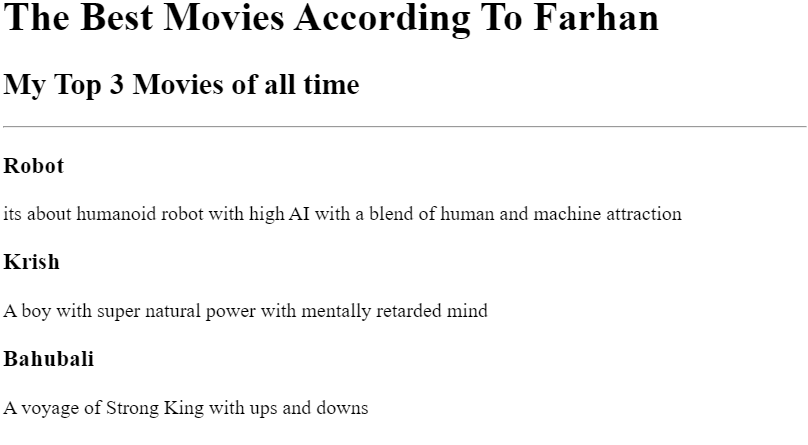 The Best Movies According To Farhan
My Top 3 Movies of all time
Robot
its about humanoid robot with high AI with a blend of human and machine attraction
Krish
A boy with super natural power with mentally retarded mind
Bahubali
A voyage of Strong King with ups and downs